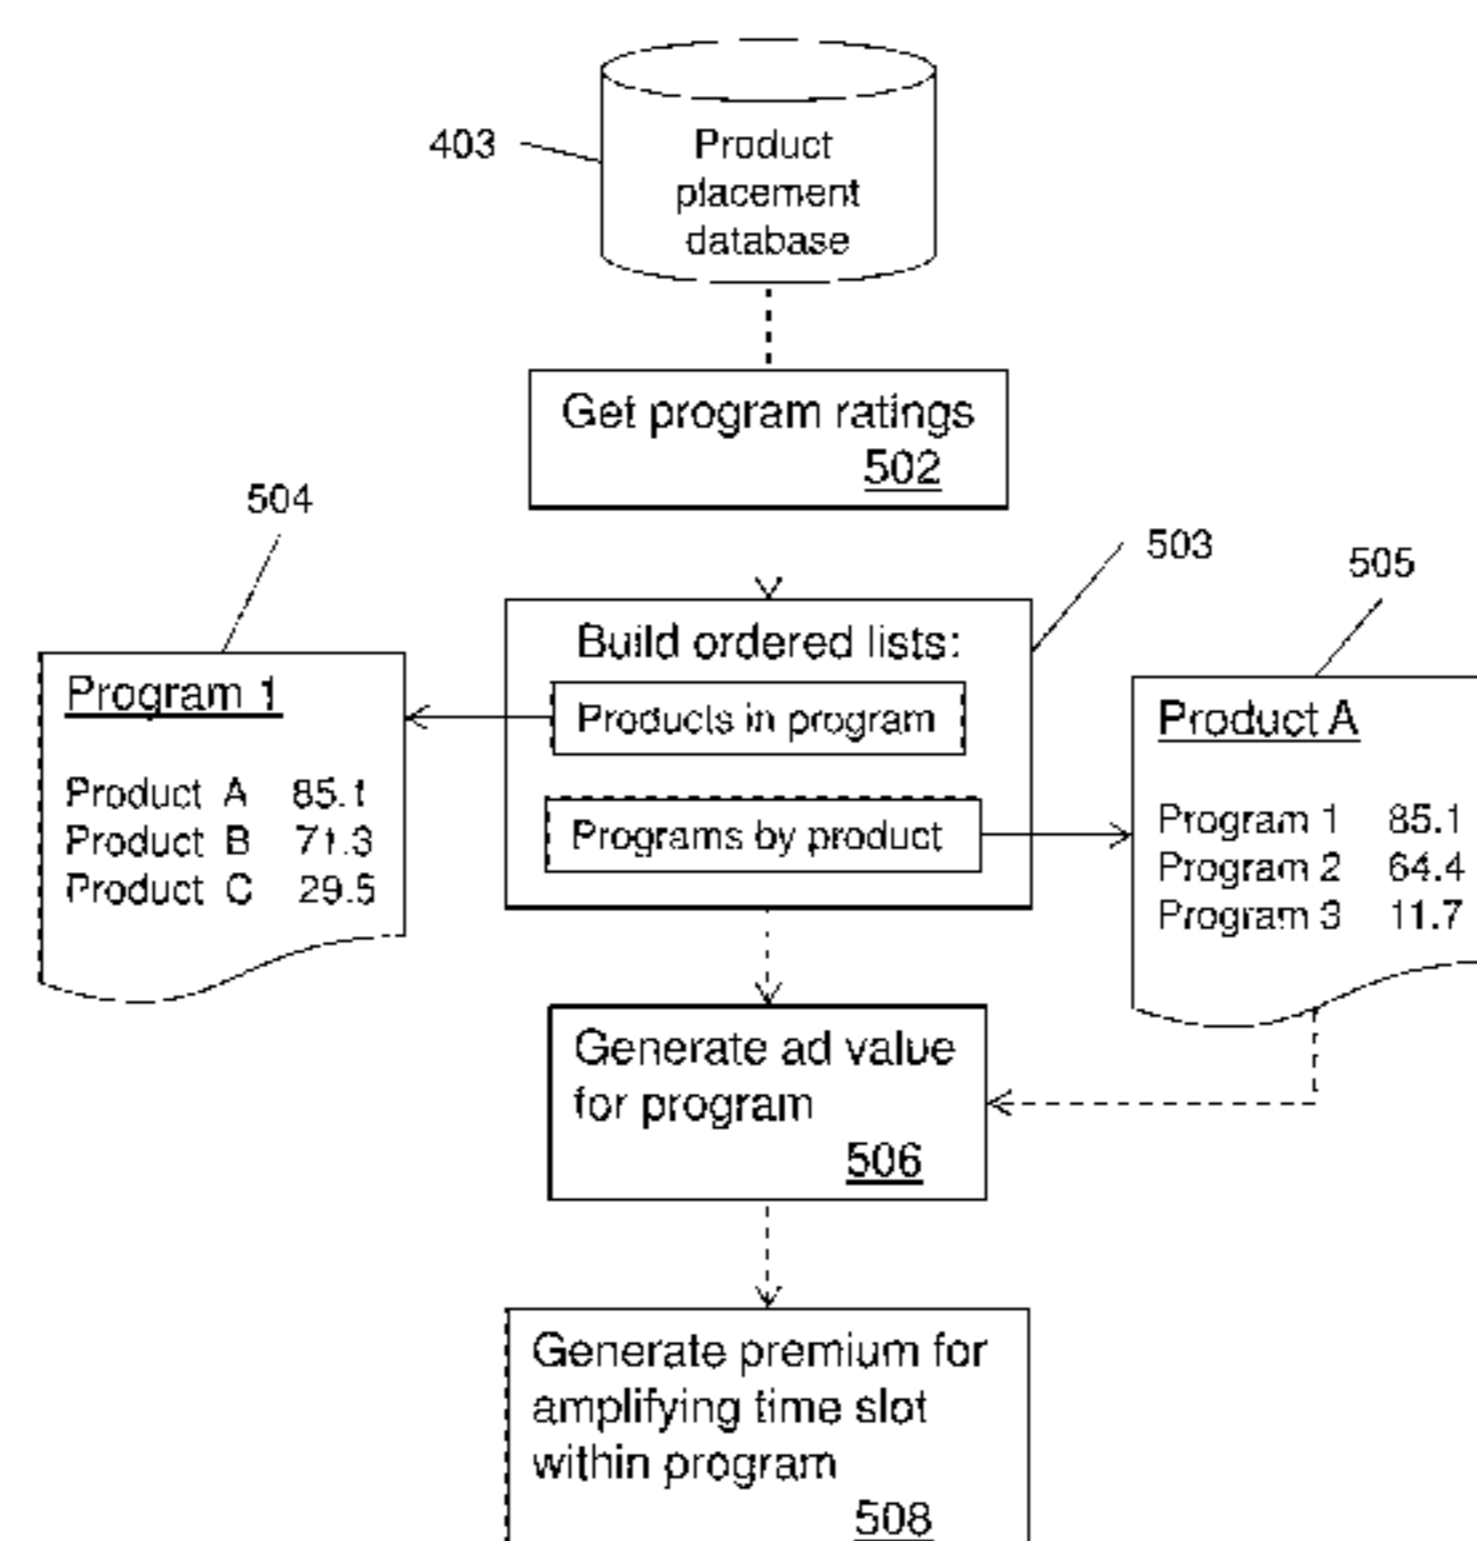 403
Product
placement
database
Get program ratings
502
504
503
505
Build ordered lists:
Products in program
Programs by product
Program 1
Product A 85.1
Product B 71.3
Product C 29.5
Product A
Program 1 85.1
Program 2 64.4
Program 3 11.7
Generate ad value
for program
506
Generate premium for
amplifying time slot
within program
508